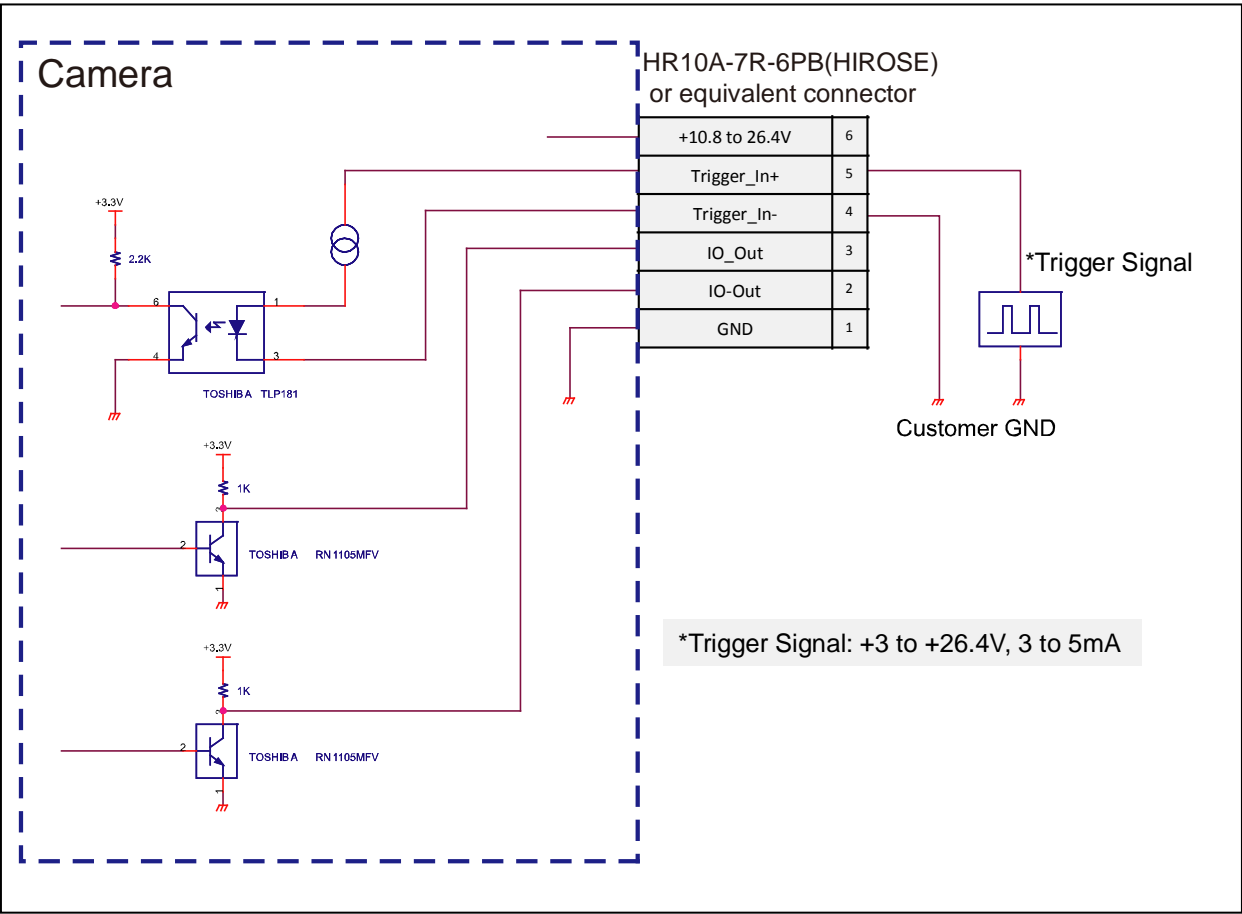 Camera
HR10A-7R-6PB(HIROSE)
or equivalent connector
+10.8 to 26.4V 6
Trigger_In+ 5
Trigger_In- 4
IO_Out 3
IO-Out 2
GND 1
+3.3V
2.2K
6 1
4 3
TOSHIBA TLP181
*Trigger Signal
Customer GND
+3.3V
1K
2
2 TOSHIBA RN1105MFV
1
*Trigger Signal: +3 to +26.4V, 3 to 5mA
+3.3V
1K
2
2 TOSHIBA RN1105MFV
1